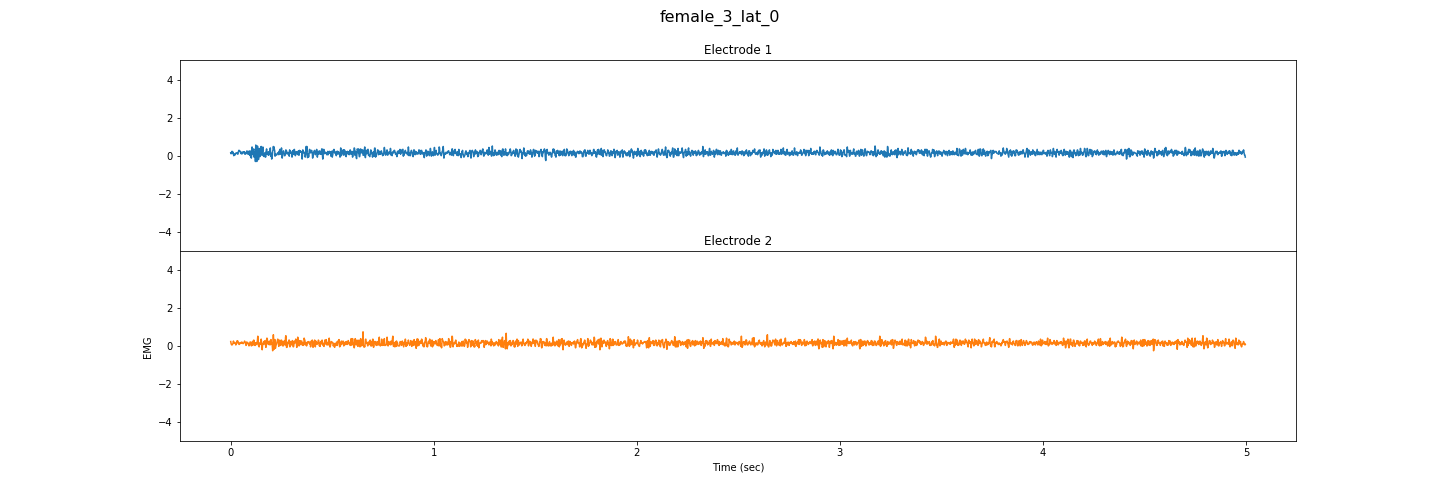 female_3_lat_0
Electrode 1
4
2
0
−2
−4
Electrode 2
4
2
0
−2
−4
EMG
0 1 2 3 4 5
Time (sec)